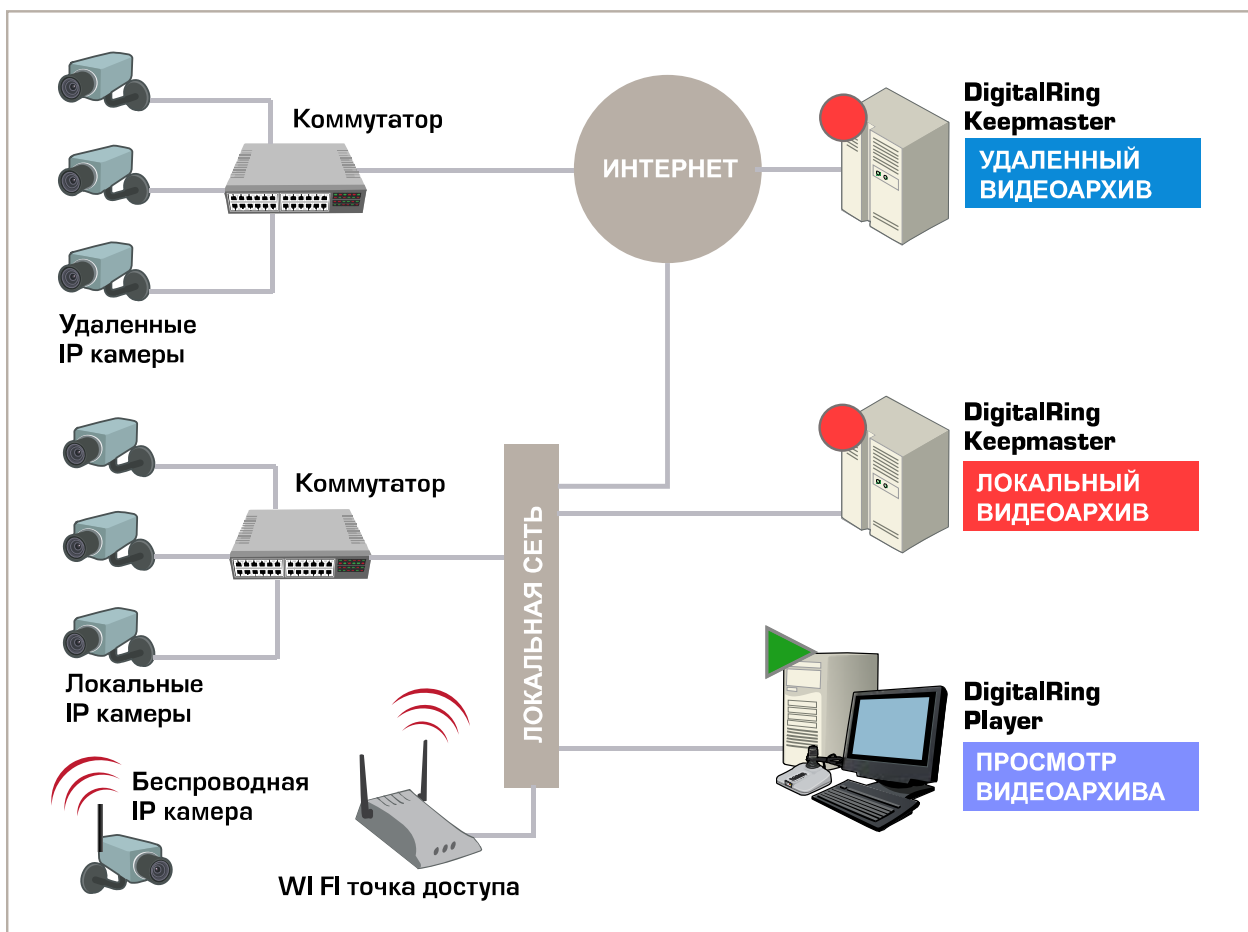 Коммутатор
ИНТЕРНЕТ
DigitalRing
Keepmaster
УДАЛЕННЫЙ
ВИДЕОАРХИВ
Удаленные
IP камеры
Коммутатор
ЛОКАЛЬНАЯ СЕТЬ
DigitalRing
Keepmaster
ЛОКАЛЬНЫЙ
ВИДЕОАРХИВ
Локальные
IP камеры
DigitalRing
Player
ПРОСМОТР
ВИДЕОАРХИВА
Беспроводная
IP камера
WI FI точка доступа